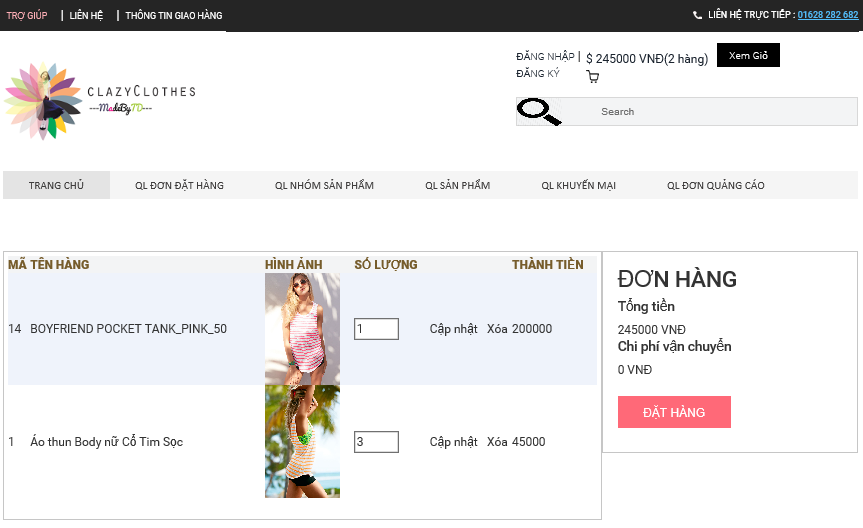 TRỢ GIÚP | LIÊN HỆ | THÔNG TIN GIAO HÀNG
LIÊN HỆ TRỰC TIẾP : 01628 282 682
CLAZYCLOTHES
---MadeByTD---
ĐĂNG NHẬP |
ĐĂNG KÝ
$ 245000 VNĐ(2 hàng)
Xem Giỏ
Search
TRANG CHỦ QL ĐƠN ĐẶT HÀNG QL NHÓM SẢN PHẨM QL SẢN PHẨM QL KHUYẾN MẠI QL ĐƠN QUẢNG CÁO
MÃ TÊN HÀNG HÌNH ẢNH SỐ LƯỢNG THÀNH TIỀN
14 BOYFRIEND POCKET TANK_PINK_50 1 Cập nhật Xóa 200000
1 Áo thun Body nữ Cổ Tim Sọc 3 Cập nhật Xóa 45000
ĐƠN HÀNG
Tổng tiền
245000 VNĐ
Chi phí vận chuyển
0 VNĐ
ĐẶT HÀNG